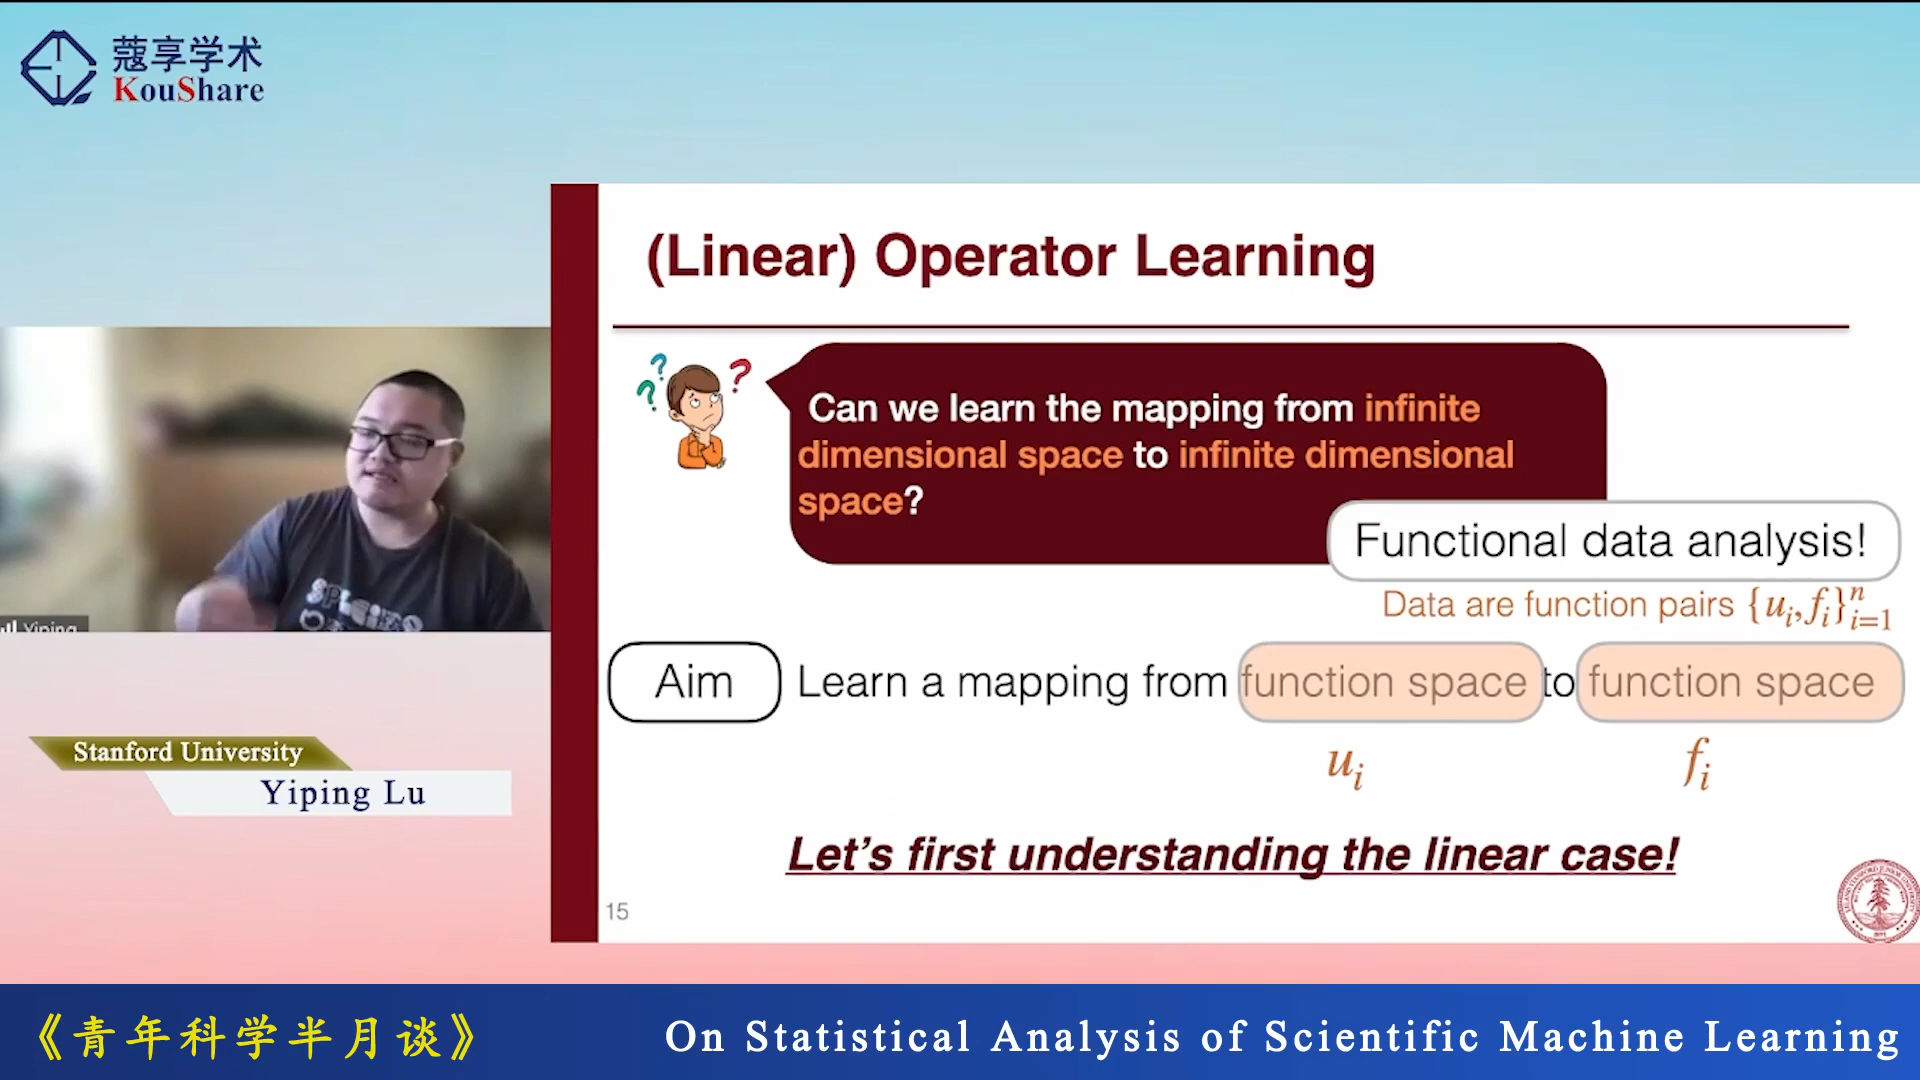 蔻享学术
KouShare
(Linear) Operator Learning
? ? ?
Can we learn the mapping from infinite
dimensional space to infinite dimensional
space?
Functional data analysis!
Data are function pairs {u_i, f_i}_{i=1}^n
Aim Learn a mapping from function space to function space
u_i f_i
Let's first understanding the linear case!
15
Yiping
Stanford University
Yiping Lu
《青年科学半月谈》
On Statistical Analysis of Scientific Machine Learning